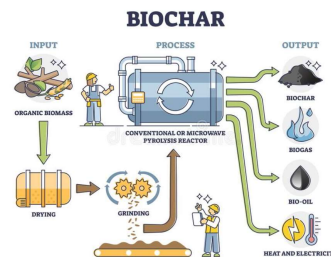 BIOCHAR
INPUT
PROCESS
OUTPUT
ORGANIC BIOMASS
CONVENTIONAL OR MICROWAVE
PYROLYSIS REACTOR
BIOCHAR
BIOGAS
DRYING
GRINDING
BIO-OIL
HEAT AND ELECTRICI